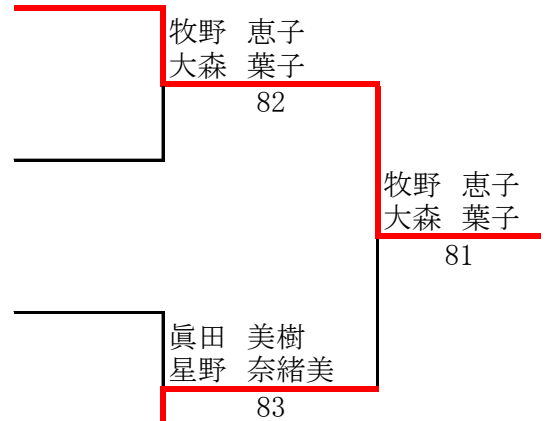 牧野 恵子
大森 葉子
82
牧野 恵子
大森 葉子
81
眞田 美樹
星野 奈緒美
83